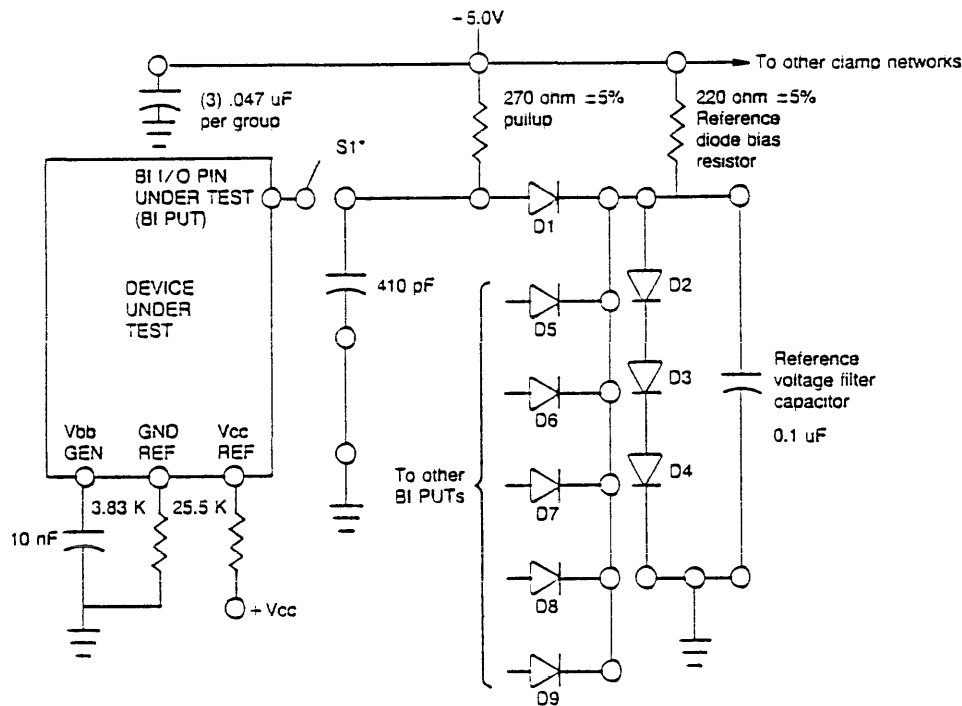 −5.0V
To other clamp networks
(3) .047 uF
per group
270 ohm ±5%
pullup
220 ohm ±5%
Reference
diode bias
resistor
S1*
BI I/O PIN
UNDER TEST
(BI PUT)
D1
DEVICE
UNDER
TEST
410 pF
D2
D5
D3
Reference
voltage filter
capacitor
0.1 uF
D6
Vbb
GEN
GND
REF
Vcc
REF
To other
BI PUTs
D4
D7
3.83 K
25.5 K
10 nF
D8
+Vcc
D9